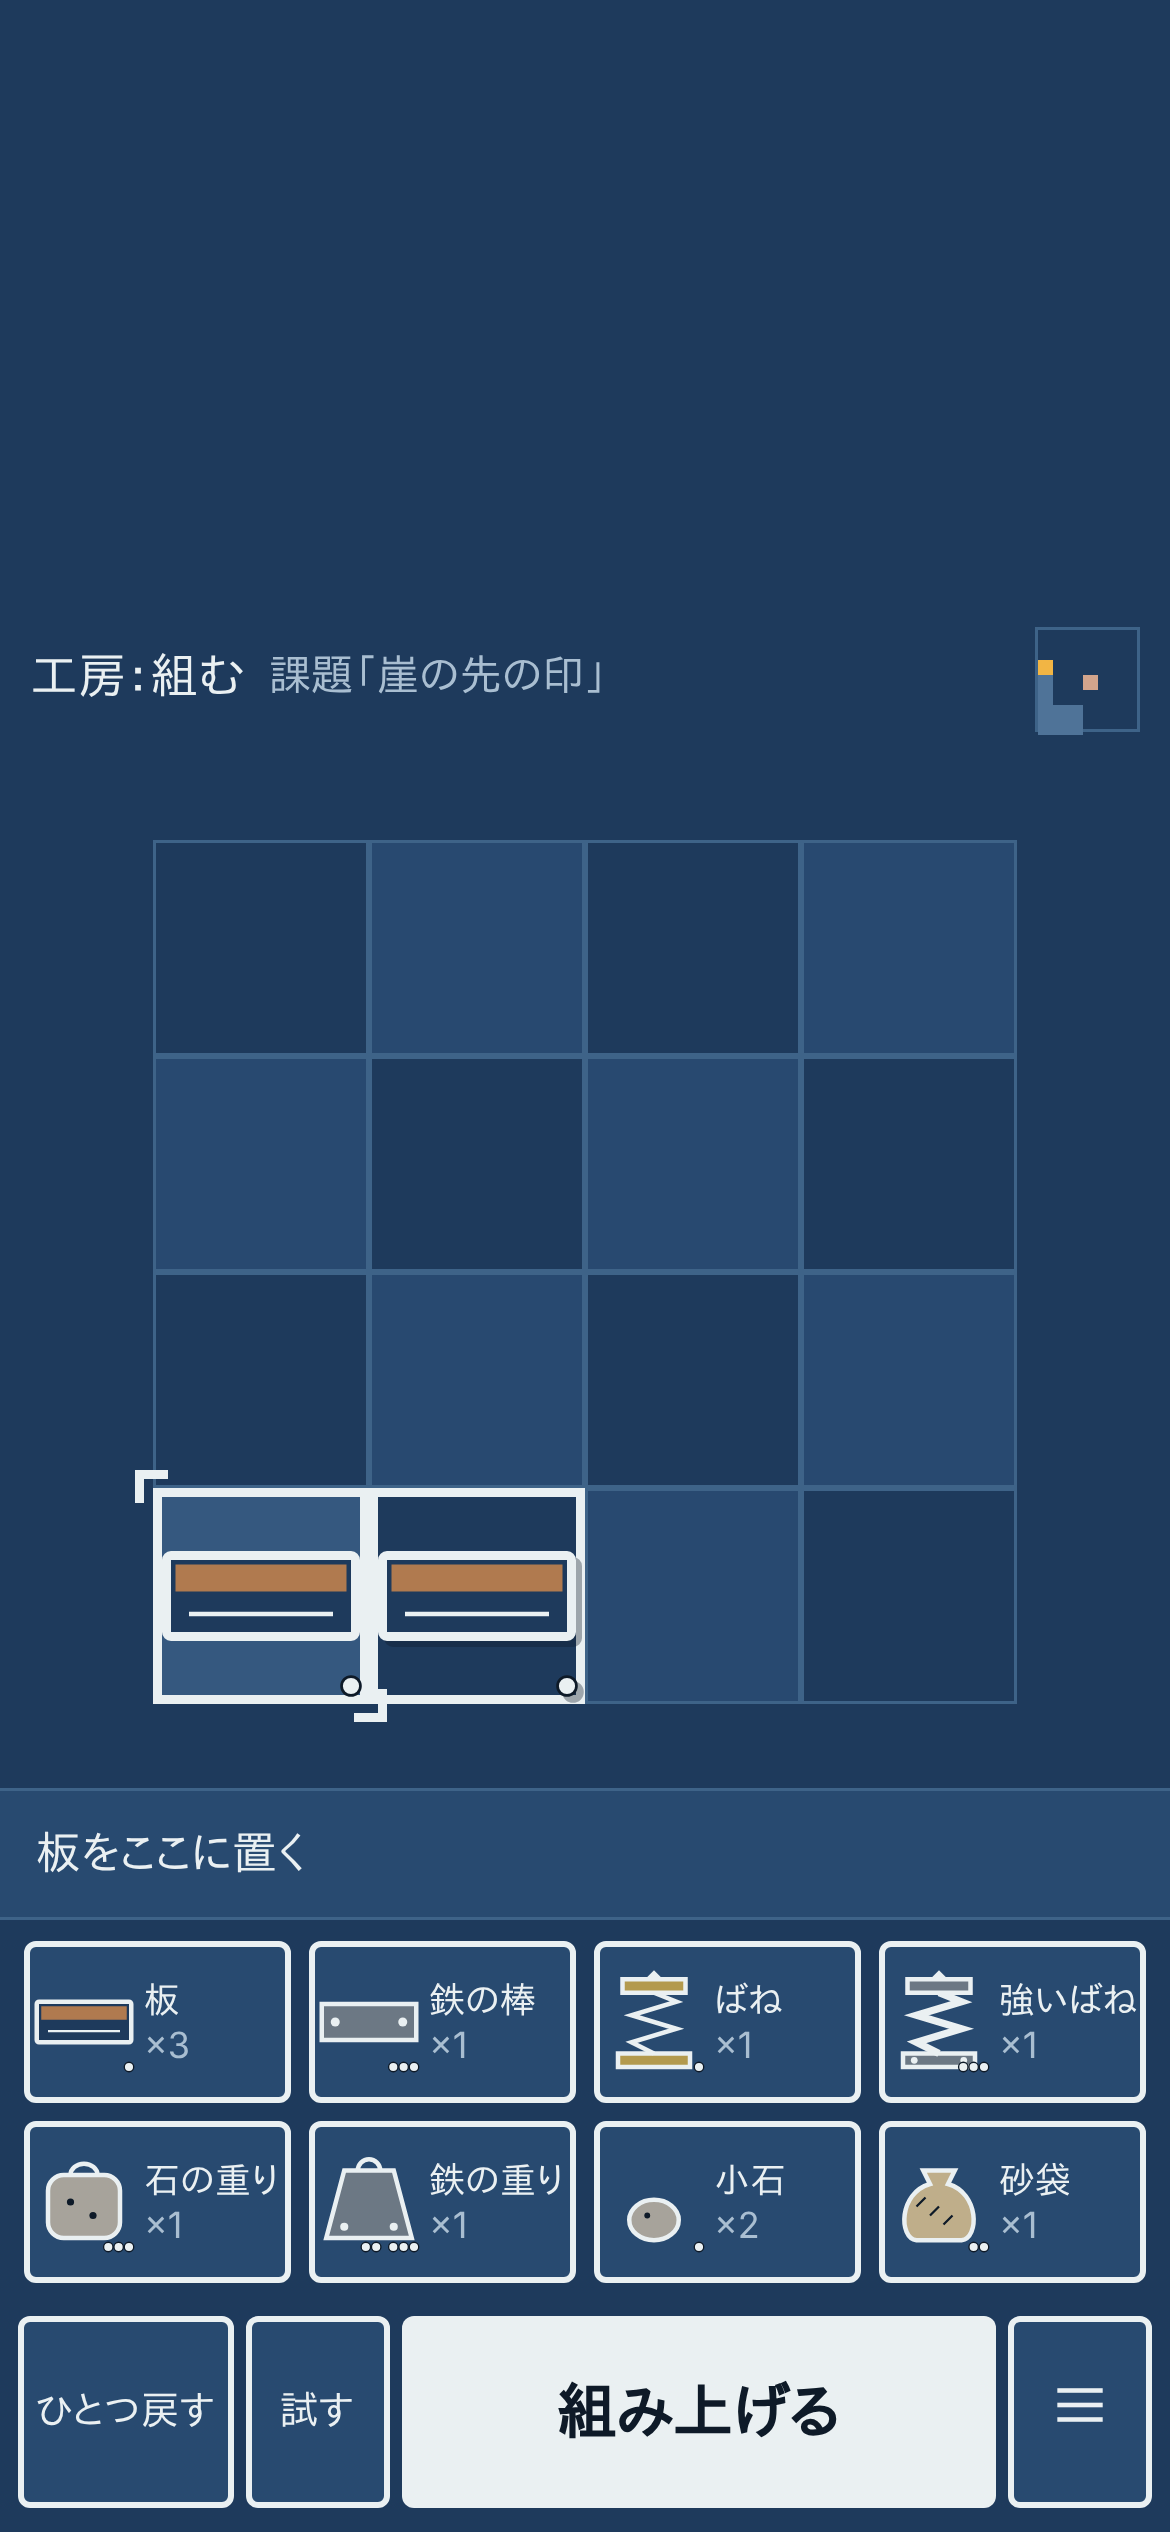 工房:組む 課題「崖の先の印」
板をここに置く
板
×3
鉄の棒
×1
ばね
×1
強いばね
×1
石の重り
×1
鉄の重り
×1
小石
×2
砂袋
×1
ひとつ戻す
試す
組み上げる